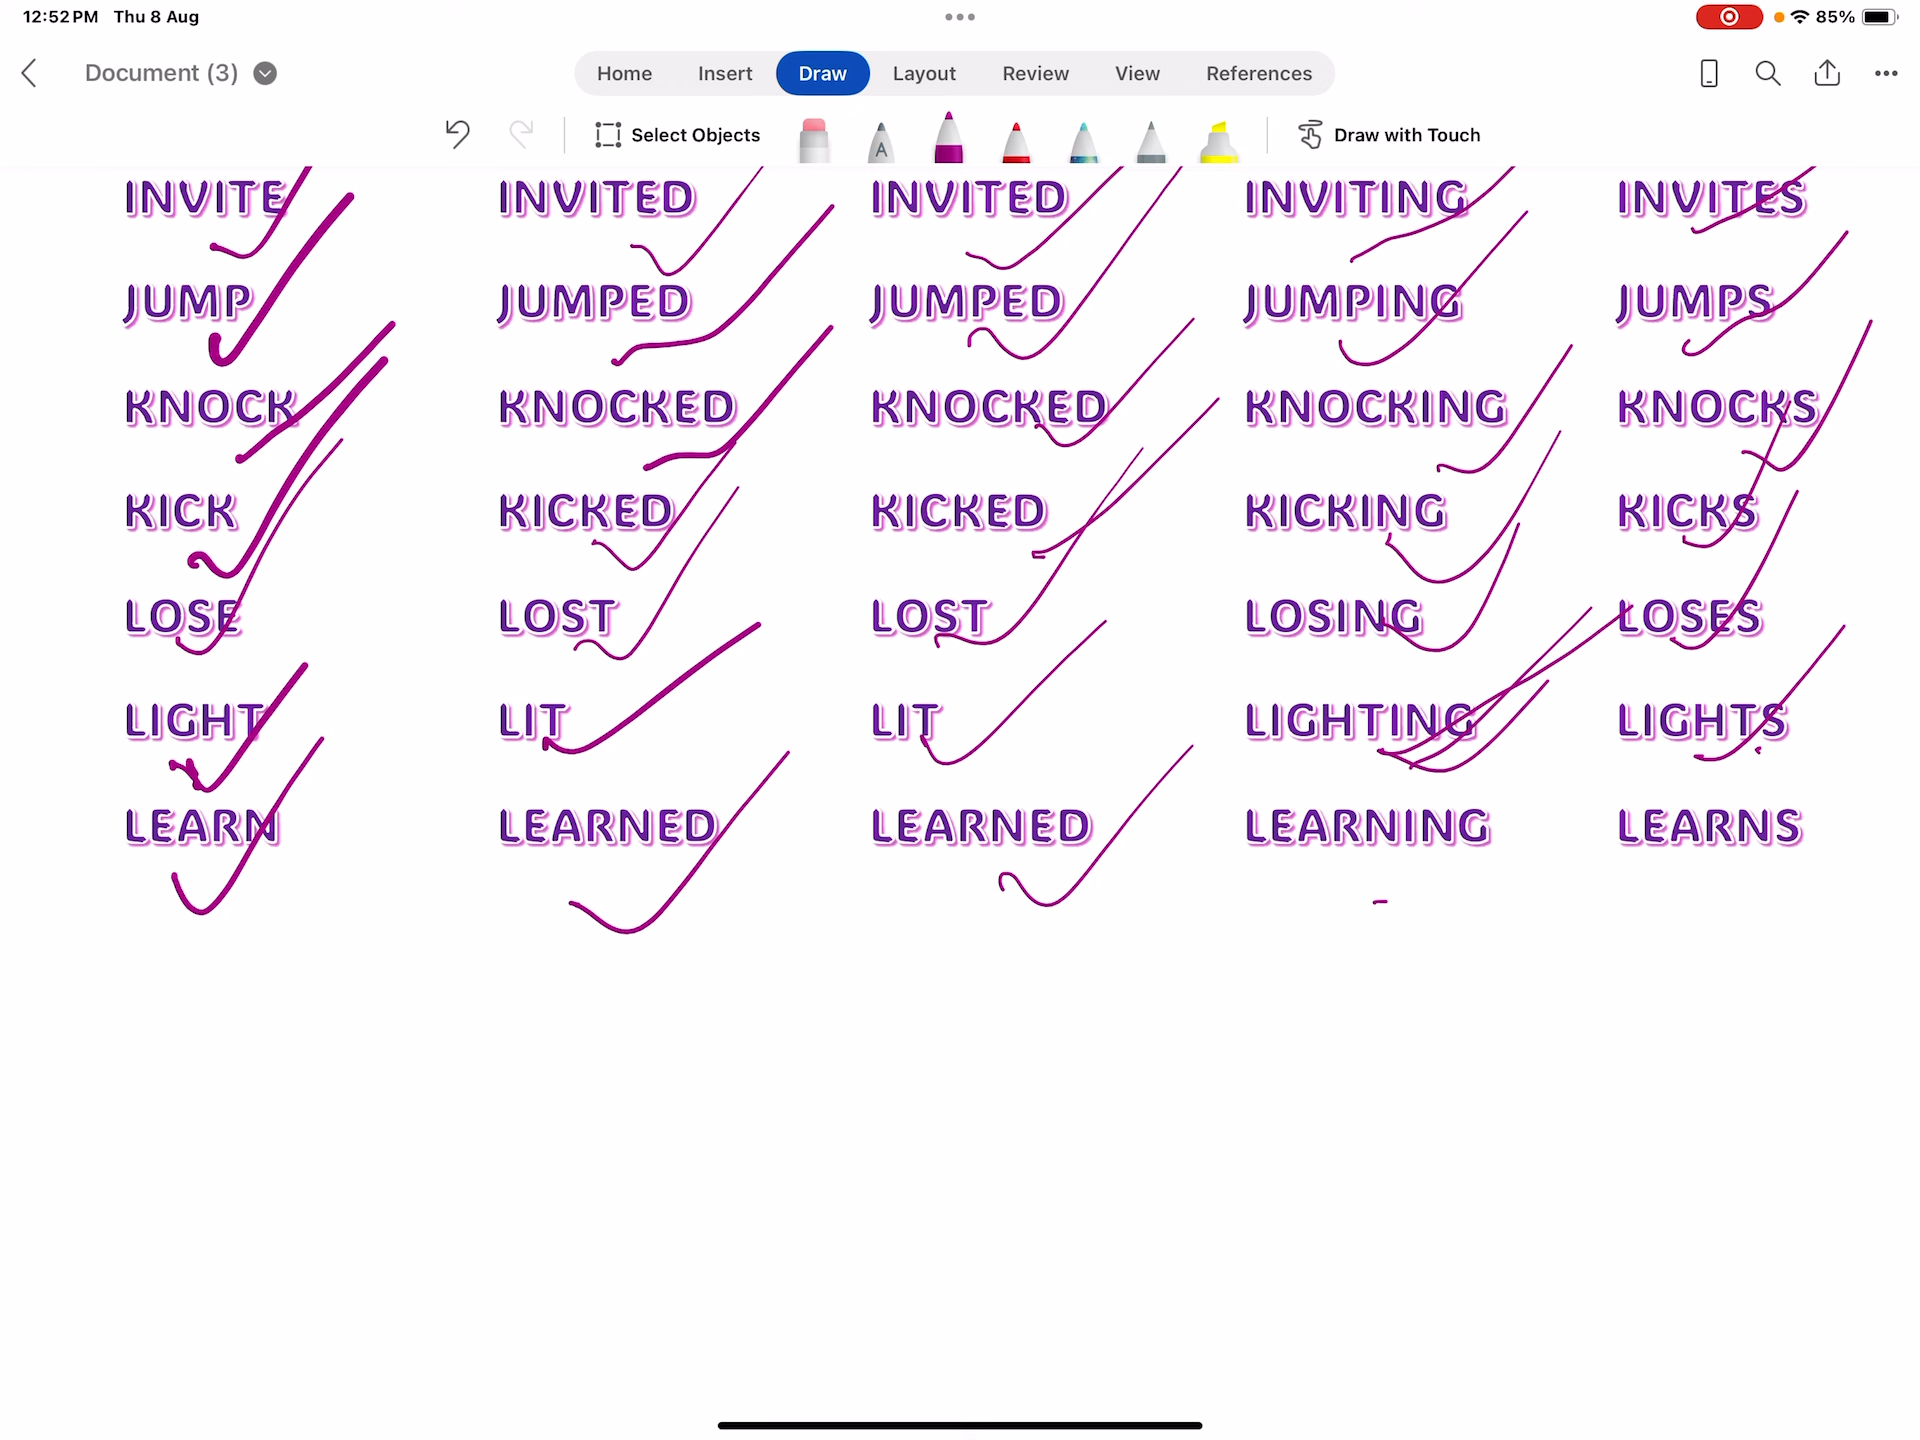 12:52 PM Thu 8 Aug 85%
Document (3) Home Insert Draw Layout Review View References
A Select Objects Draw with Touch
INVITE INVITED INVITED INVITING INVITES
JUMP JUMPED JUMPED JUMPING JUMPS
KNOCK KNOCKED KNOCKED KNOCKING KNOCKS
KICK KICKED KICKED KICKING KICKS
LOSE LOST LOST LOSING LOSES
LIGHT LIT LIT LIGHTING LIGHTS
LEARN LEARNED LEARNED LEARNING LEARNS